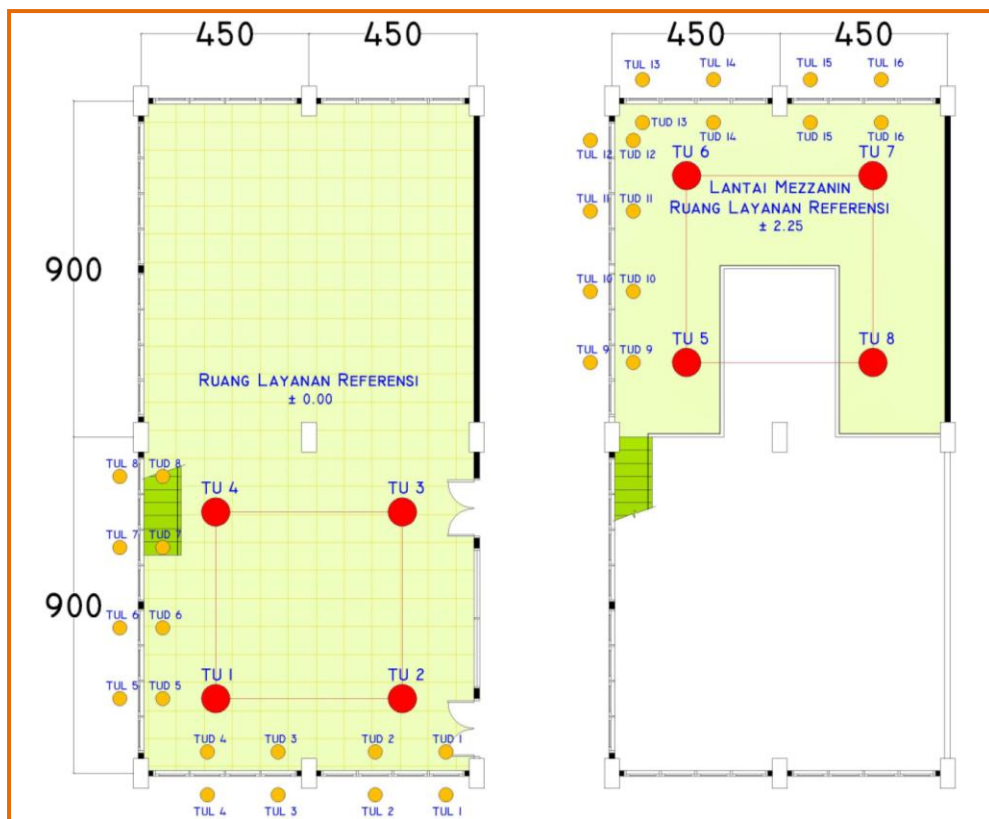 450 450
900
RUANG LAYANAN REFERENSI
± 0.00
TUL 8 TUD 8
TU 4 TU 3
TUL 7 TUD 7
900
TUL 6 TUD 6
TUL 5 TUD 5
TU 1 TU 2
TUD 4 TUD 3 TUD 2 TUD 1
TUL 4 TUL 3 TUL 2 TUL 1
450 450
TUL 13 TUL 14 TUL 15 TUL 16
TUD 13 TUD 14 TUD 15 TUD 16
TUL 12 TUD 12
TU 6 TU 7
LANTAI MEZZANIN
RUANG LAYANAN REFERENSI
± 2.25
TUL 11 TUD 11
TUL 10 TUD 10
TU 5 TU 8
TUL 9 TUD 9